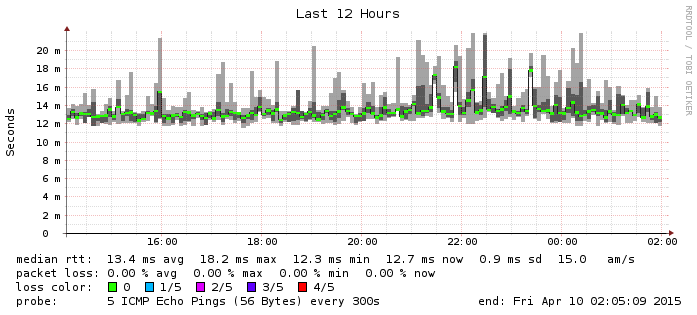 Last 12 Hours
RRDTOOL / TOBI OETIKER
Seconds
20 m
18 m
16 m
14 m
12 m
10 m
8 m
6 m
4 m
2 m
0
16:00 18:00 20:00 22:00 00:00 02:00
median rtt: 13.4 ms avg 18.2 ms max 12.3 ms min 12.7 ms now 0.9 ms sd 15.0 am/s
packet loss: 0.00 % avg 0.00 % max 0.00 % min 0.00 % now
loss color: 0 1/5 2/5 3/5 4/5
probe: 5 ICMP Echo Pings (56 Bytes) every 300s end: Fri Apr 10 02:05:09 2015